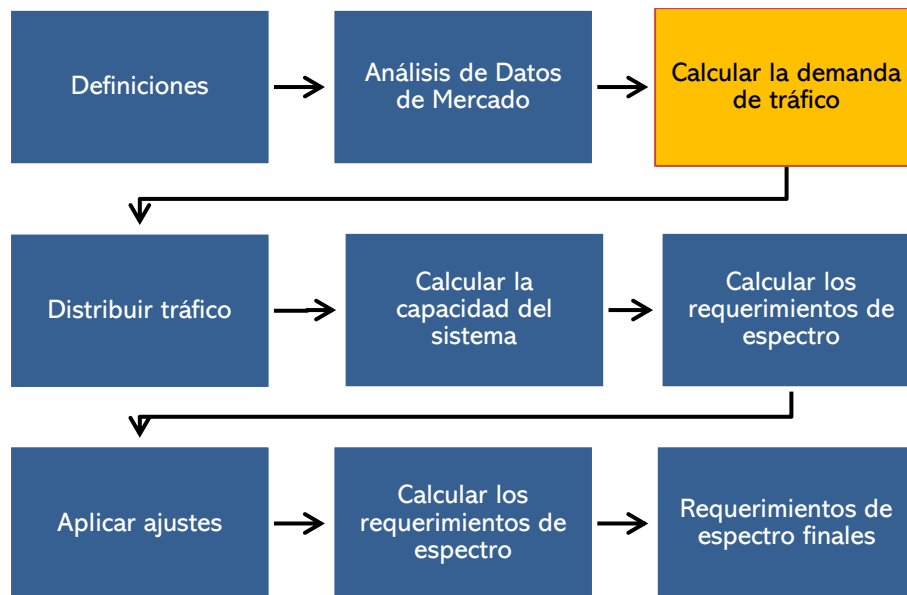 Definiciones
Análisis de Datos
de Mercado
Calcular la demanda
de tráfico
Distribuir tráfico
Calcular la
capacidad del
sistema
Calcular los
requerimientos de
espectro
Aplicar ajustes
Calcular los
requerimientos de
espectro
Requerimientos de
espectro finales